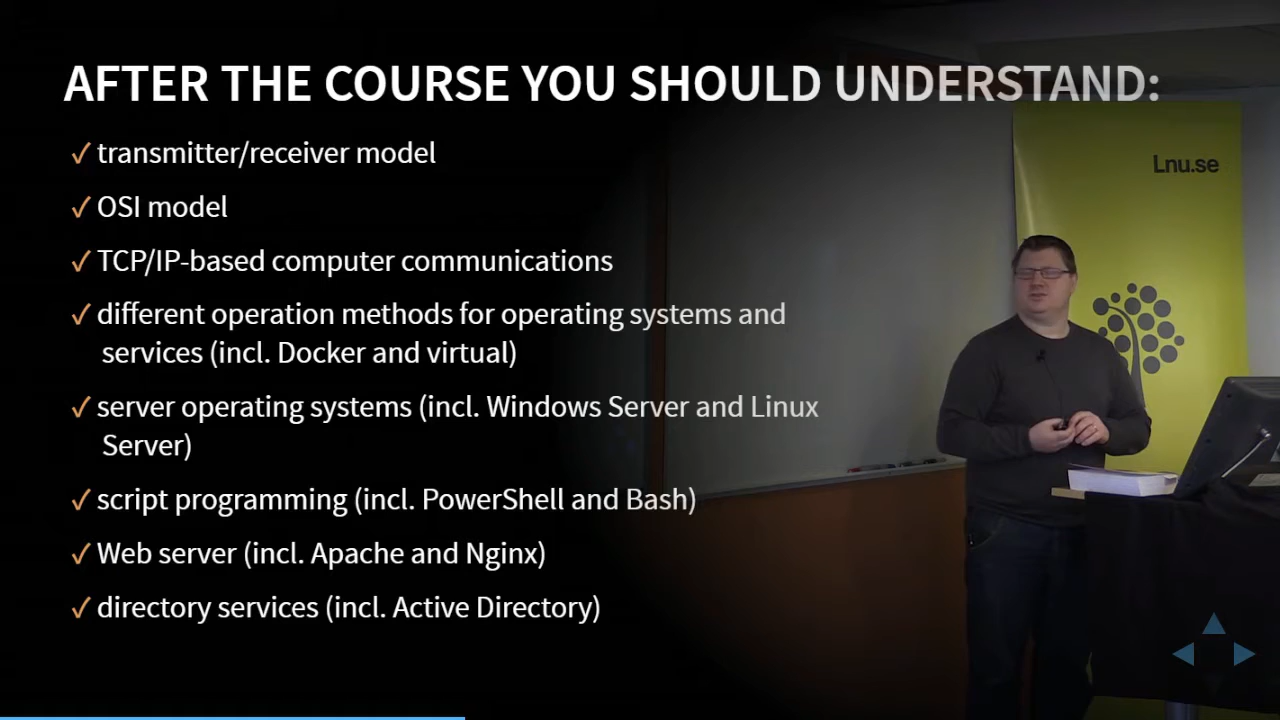 AFTER THE COURSE YOU SHOULD UNDERSTAND:
✓ transmitter/receiver model
✓ OSI model
✓ TCP/IP-based computer communications
✓ different operation methods for operating systems and
services (incl. Docker and virtual)
✓ server operating systems (incl. Windows Server and Linux
Server)
✓ script programming (incl. PowerShell and Bash)
✓ Web server (incl. Apache and Nginx)
✓ directory services (incl. Active Directory)
Lnu.se